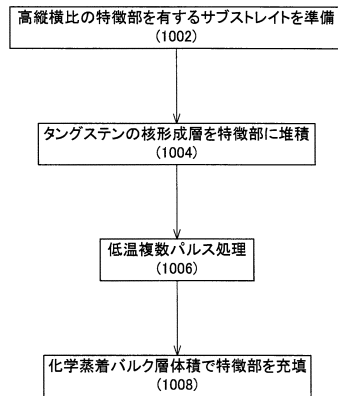 高縦横比の特徴部を有するサブストレイトを準備
(1002)
タングステンの核形成層を特徴部に堆積
(1004)
低温複数パルス処理
(1006)
化学蒸着バルク層体積で特徴部を充填
(1008)